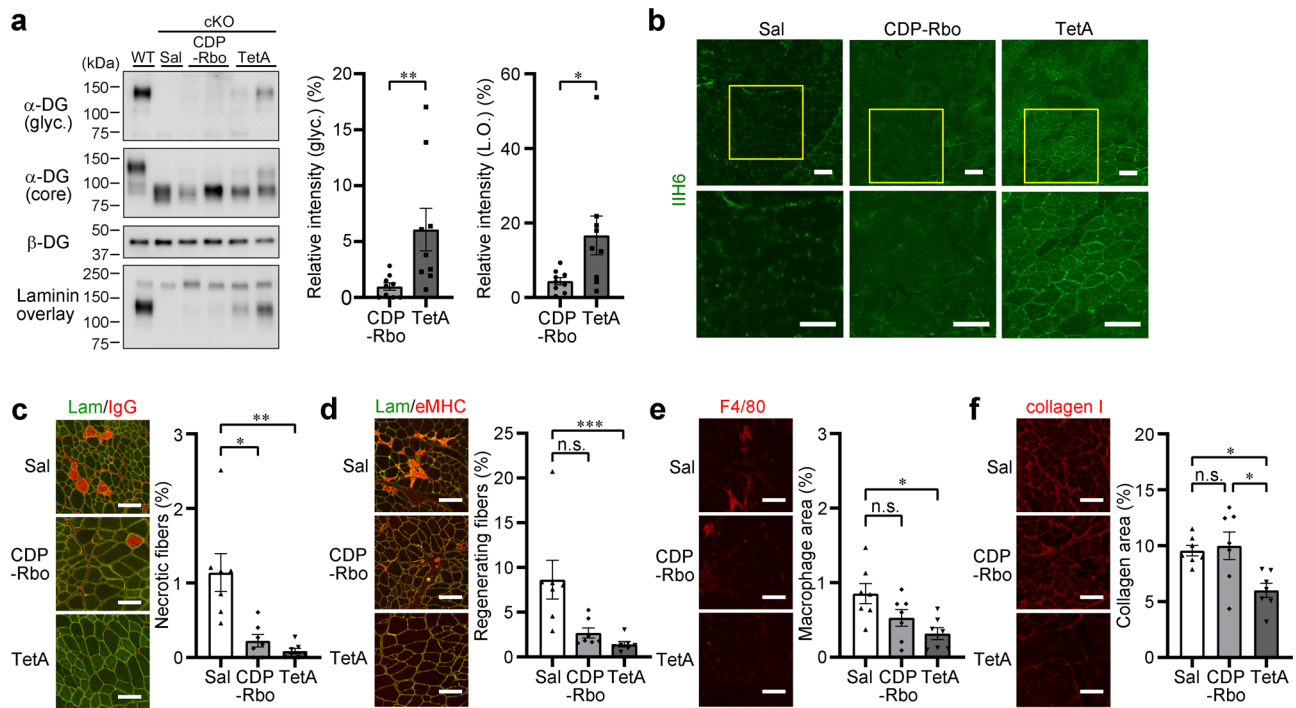 a
cKO
CDP
WT Sal -Rbo TetA
(kDa)
150
100
75
α-DG
(glyc.)
150
100
75
α-DG
(core)
50
37
β-DG
250
150
100
75
Laminin
overlay
Relative intensity (glyc.) (%)
20
15
10
5
0
**
CDP
-Rbo
TetA
Relative intensity (L.O.) (%)
60
40
20
0
*
CDP
-Rbo
TetA
b
Sal CDP-Rbo TetA
IIH6
c
Lam/IgG
Sal
CDP
-Rbo
TetA
Necrotic fibers (%)
3
2
1
0
**
*
Sal CDP TetA
-Rbo
d
Lam/eMHC
Sal
CDP
-Rbo
TetA
Regenerating fibers (%)
25
20
15
10
5
0
***
n.s.
Sal CDP TetA
-Rbo
e
F4/80
Sal
CDP
-Rbo
TetA
Macrophage area (%)
3
2
1
0
*
n.s.
Sal CDP TetA
-Rbo
f
collagen I
Sal
CDP
-Rbo
TetA
Collagen area (%)
20
15
10
5
0
*
n.s. *
Sal CDP TetA
-Rbo